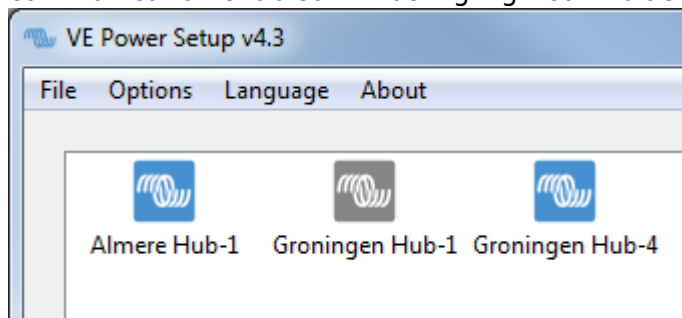 VE Power Setup v4.3
File Options Language About
Almere Hub-1 Groningen Hub-1 Groningen Hub-4